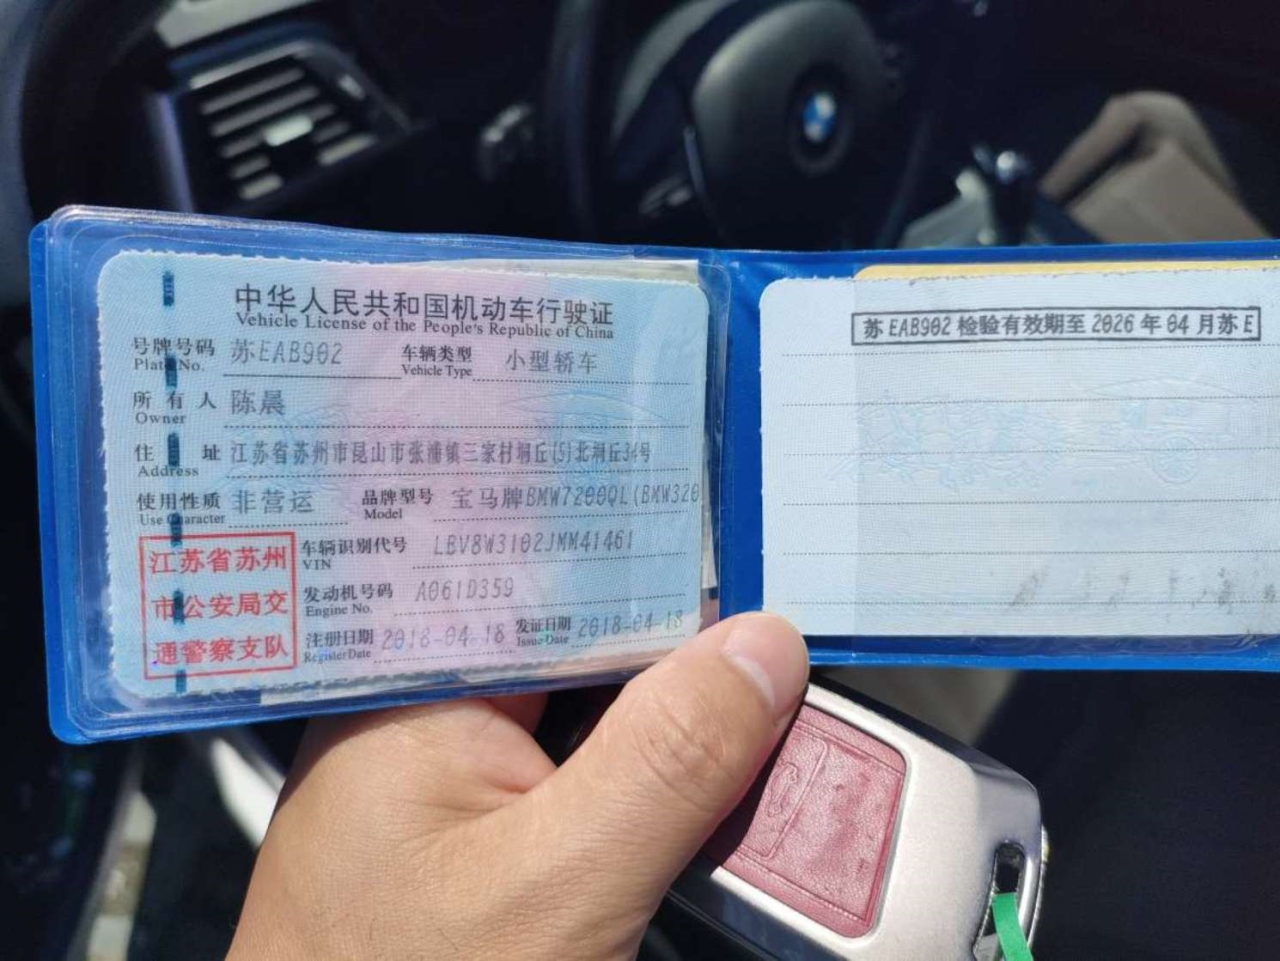 中华人民共和国机动车行驶证
Vehicle License of the People's Republic of China
号牌号码 苏EAB902 车辆类型 小型轿车
Plate No. Vehicle Type
所有人 陈晨
Owner
住址 江苏省苏州市昆山市张浦镇三家村垌丘(5)北垌丘34号
Address
使用性质 非营运 品牌型号 宝马牌BMW7200QL(BMW320
Use Character Model
江苏省苏州
市公安局交
通警察支队
车辆识别代号 LBV8W3102JMM41461
VIN
发动机号码 A061D359
Engine No.
注册日期 2018-04-18 发证日期 2018-04-18
Register Date Issue Date
苏EAB902 检验有效期至 2026 年 04 月苏E